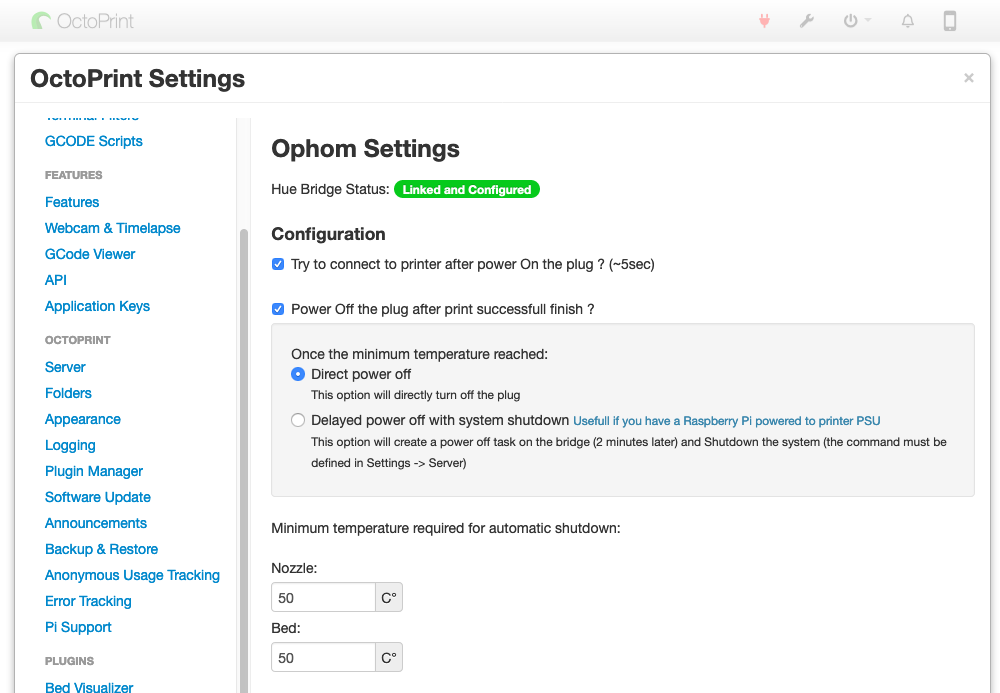 OctoPrint
OctoPrint Settings
×
Terminal Filters
GCODE Scripts
FEATURES
Features
Webcam & Timelapse
GCode Viewer
API
Application Keys
OCTOPRINT
Server
Folders
Appearance
Logging
Plugin Manager
Software Update
Announcements
Backup & Restore
Anonymous Usage Tracking
Error Tracking
Pi Support
PLUGINS
Bed Visualizer
Ophom Settings
Hue Bridge Status: Linked and Configured
Configuration
Try to connect to printer after power On the plug ? (~5sec)
Power Off the plug after print successfull finish ?
Once the minimum temperature reached:
Direct power off
This option will directly turn off the plug
Delayed power off with system shutdown Usefull if you have a Raspberry Pi powered to printer PSU
This option will create a power off task on the bridge (2 minutes later) and Shutdown the system (the command must be
defined in Settings -> Server)
Minimum temperature required for automatic shutdown:
Nozzle:
50 C°
Bed:
50 C°